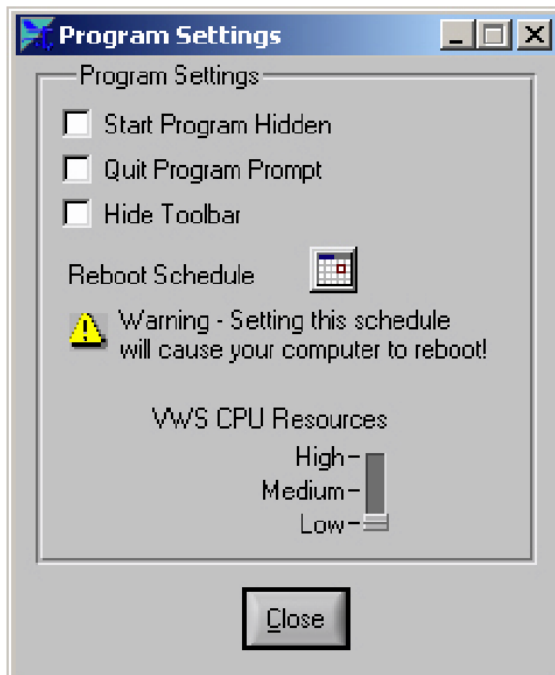 Program Settings
Program Settings
Start Program Hidden
Quit Program Prompt
Hide Toolbar
Reboot Schedule
Warning - Setting this schedule
will cause your computer to reboot!
VWS CPU Resources
High
Medium
Low
Close